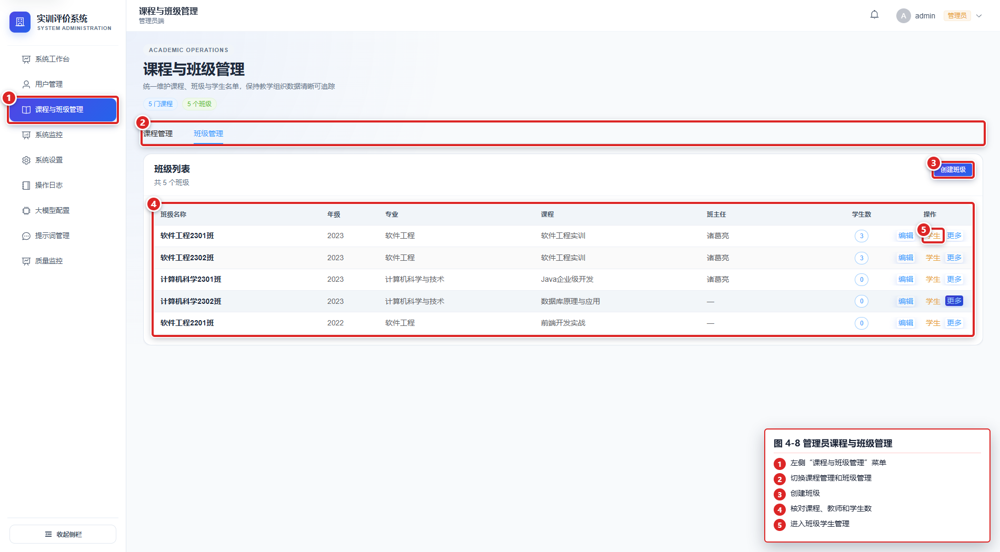 实训评价系统
SYSTEM ADMINISTRATION
系统工作台
用户管理
1
课程与班级管理
系统监控
系统设置
操作日志
大模型配置
提示词管理
质量监控
收起侧栏
课程与班级管理
管理员端
A admin 管理员
ACADEMIC OPERATIONS
课程与班级管理
统一维护课程、班级与学生名单，保持教学组织数据清晰可追踪
5 门课程 5 个班级
2
课程管理 班级管理
班级列表
共 5 个班级
3
创建班级
4
班级名称 年级 专业 课程 班主任 学生数 操作
5
软件工程2301班 2023 软件工程 软件工程实训 诸葛亮 3 编辑 学生 更多
软件工程2302班 2023 软件工程 软件工程实训 诸葛亮 3 编辑 学生 更多
计算机科学2301班 2023 计算机科学与技术 Java企业级开发 诸葛亮 0 编辑 学生 更多
计算机科学2302班 2023 计算机科学与技术 数据库原理与应用 — 0 编辑 学生 更多
软件工程2201班 2022 软件工程 前端开发实战 — 0 编辑 学生 更多
图 4-8 管理员课程与班级管理
1 左侧“课程与班级管理”菜单
2 切换课程管理和班级管理
3 创建班级
4 核对课程、教师和学生数
5 进入班级学生管理